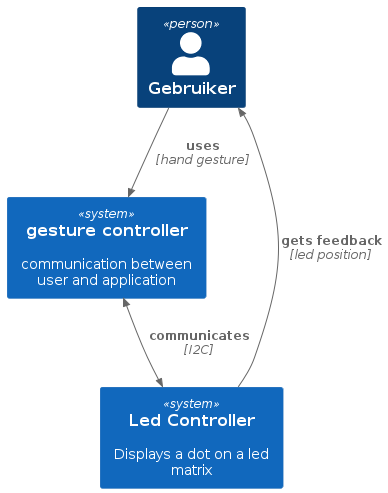 «person»
Gebruiker
uses
[hand gesture]
«system»
gesture controller
communication between
user and application
gets feedback
[led position]
communicates
[I2C]
«system»
Led Controller
Displays a dot on a led
matrix